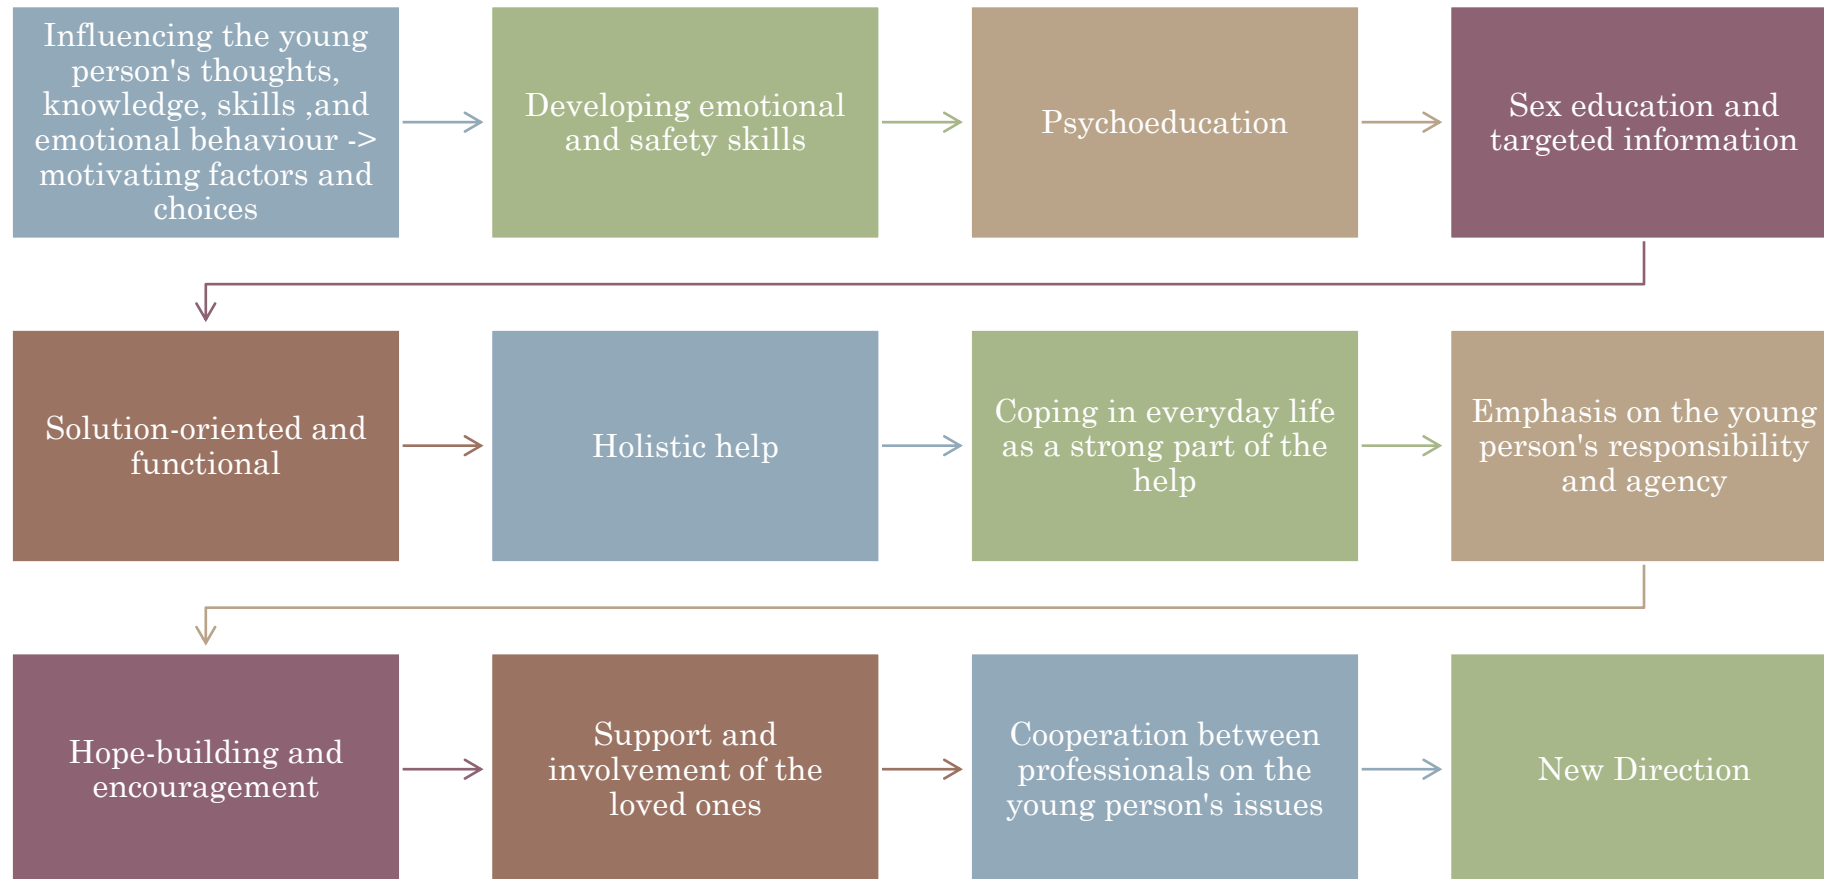 Influencing the young
person's thoughts,
knowledge, skills ,and
emotional behaviour ->
motivating factors and
choices
Developing emotional
and safety skills
Psychoeducation
Sex education and
targeted information
Solution-oriented and
functional
Holistic help
Coping in everyday life
as a strong part of the
help
Emphasis on the young
person's responsibility
and agency
Hope-building and
encouragement
Support and
involvement of the
loved ones
Cooperation between
professionals on the
young person's issues
New Direction